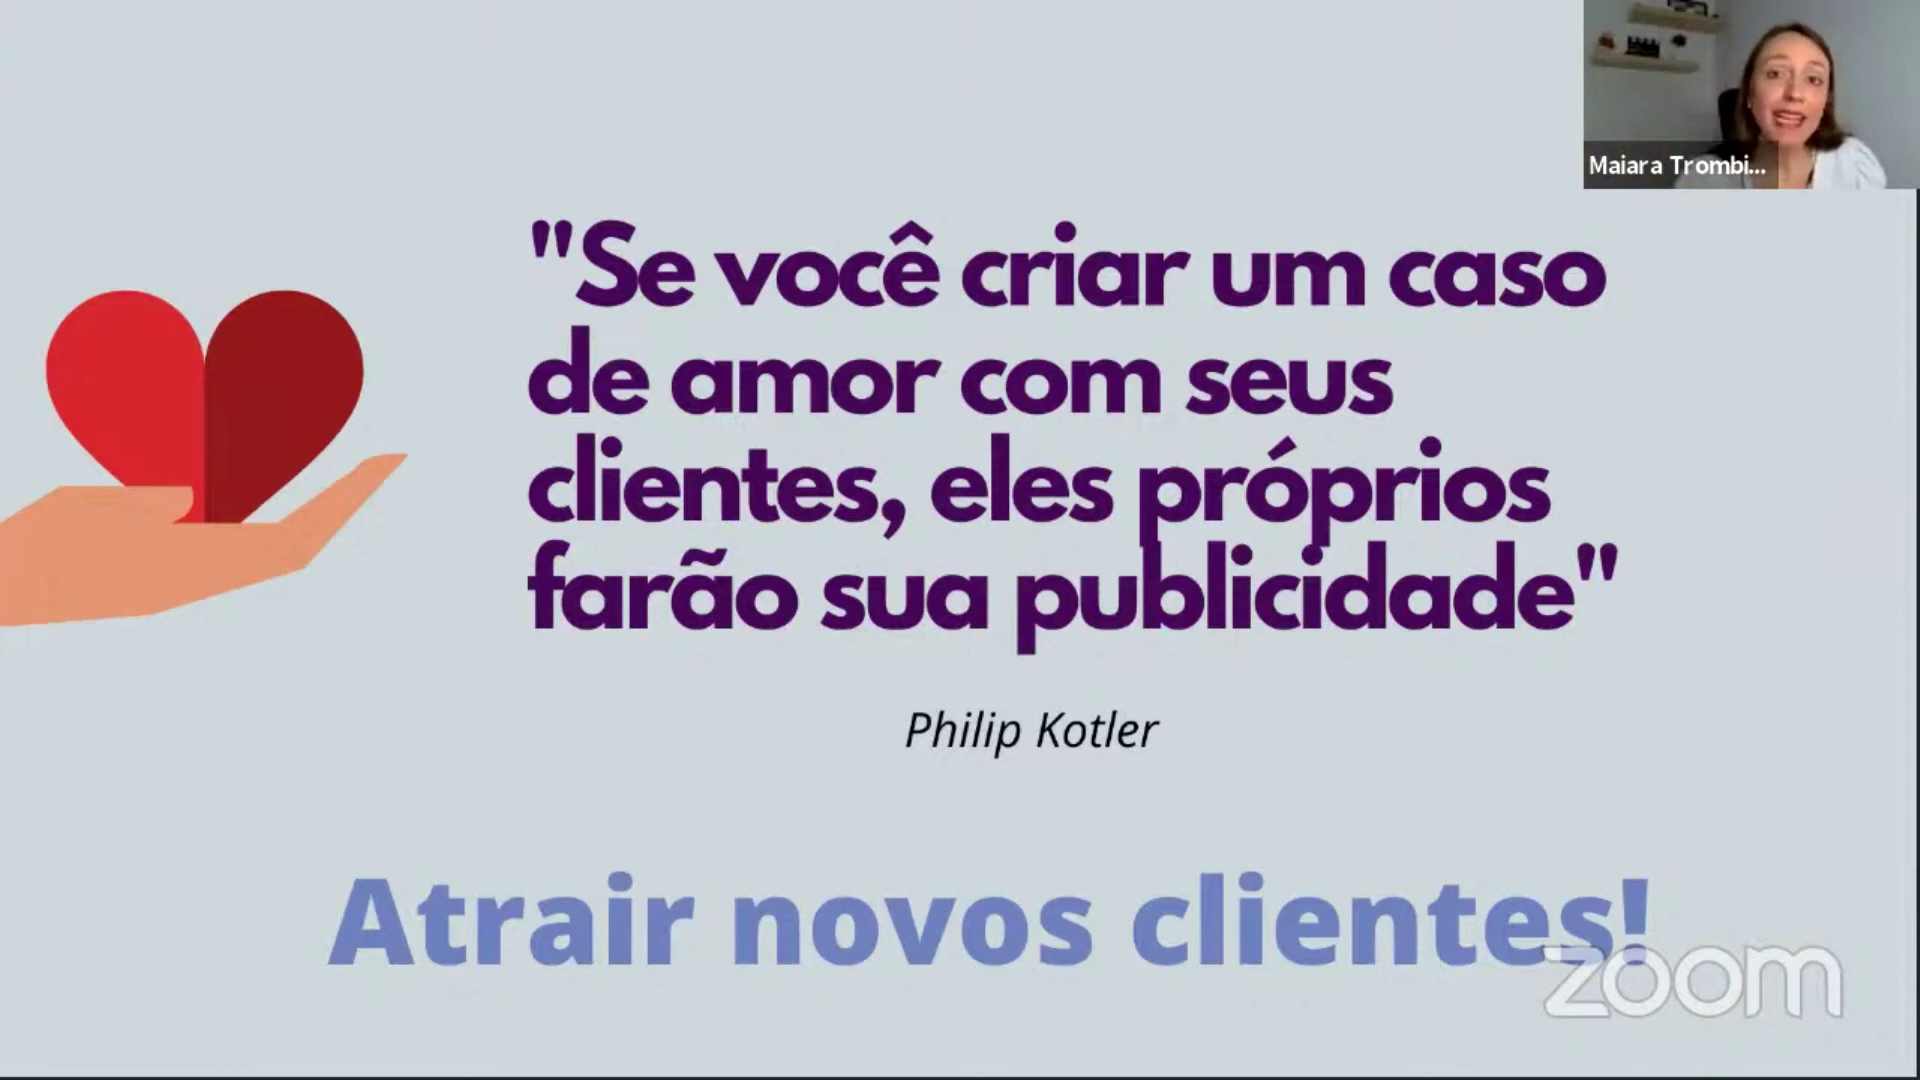 Maiara Trombi...
"Se você criar um caso
de amor com seus
clientes, eles próprios
farão sua publicidade"
Philip Kotler
Atrair novos clientes!
zoom